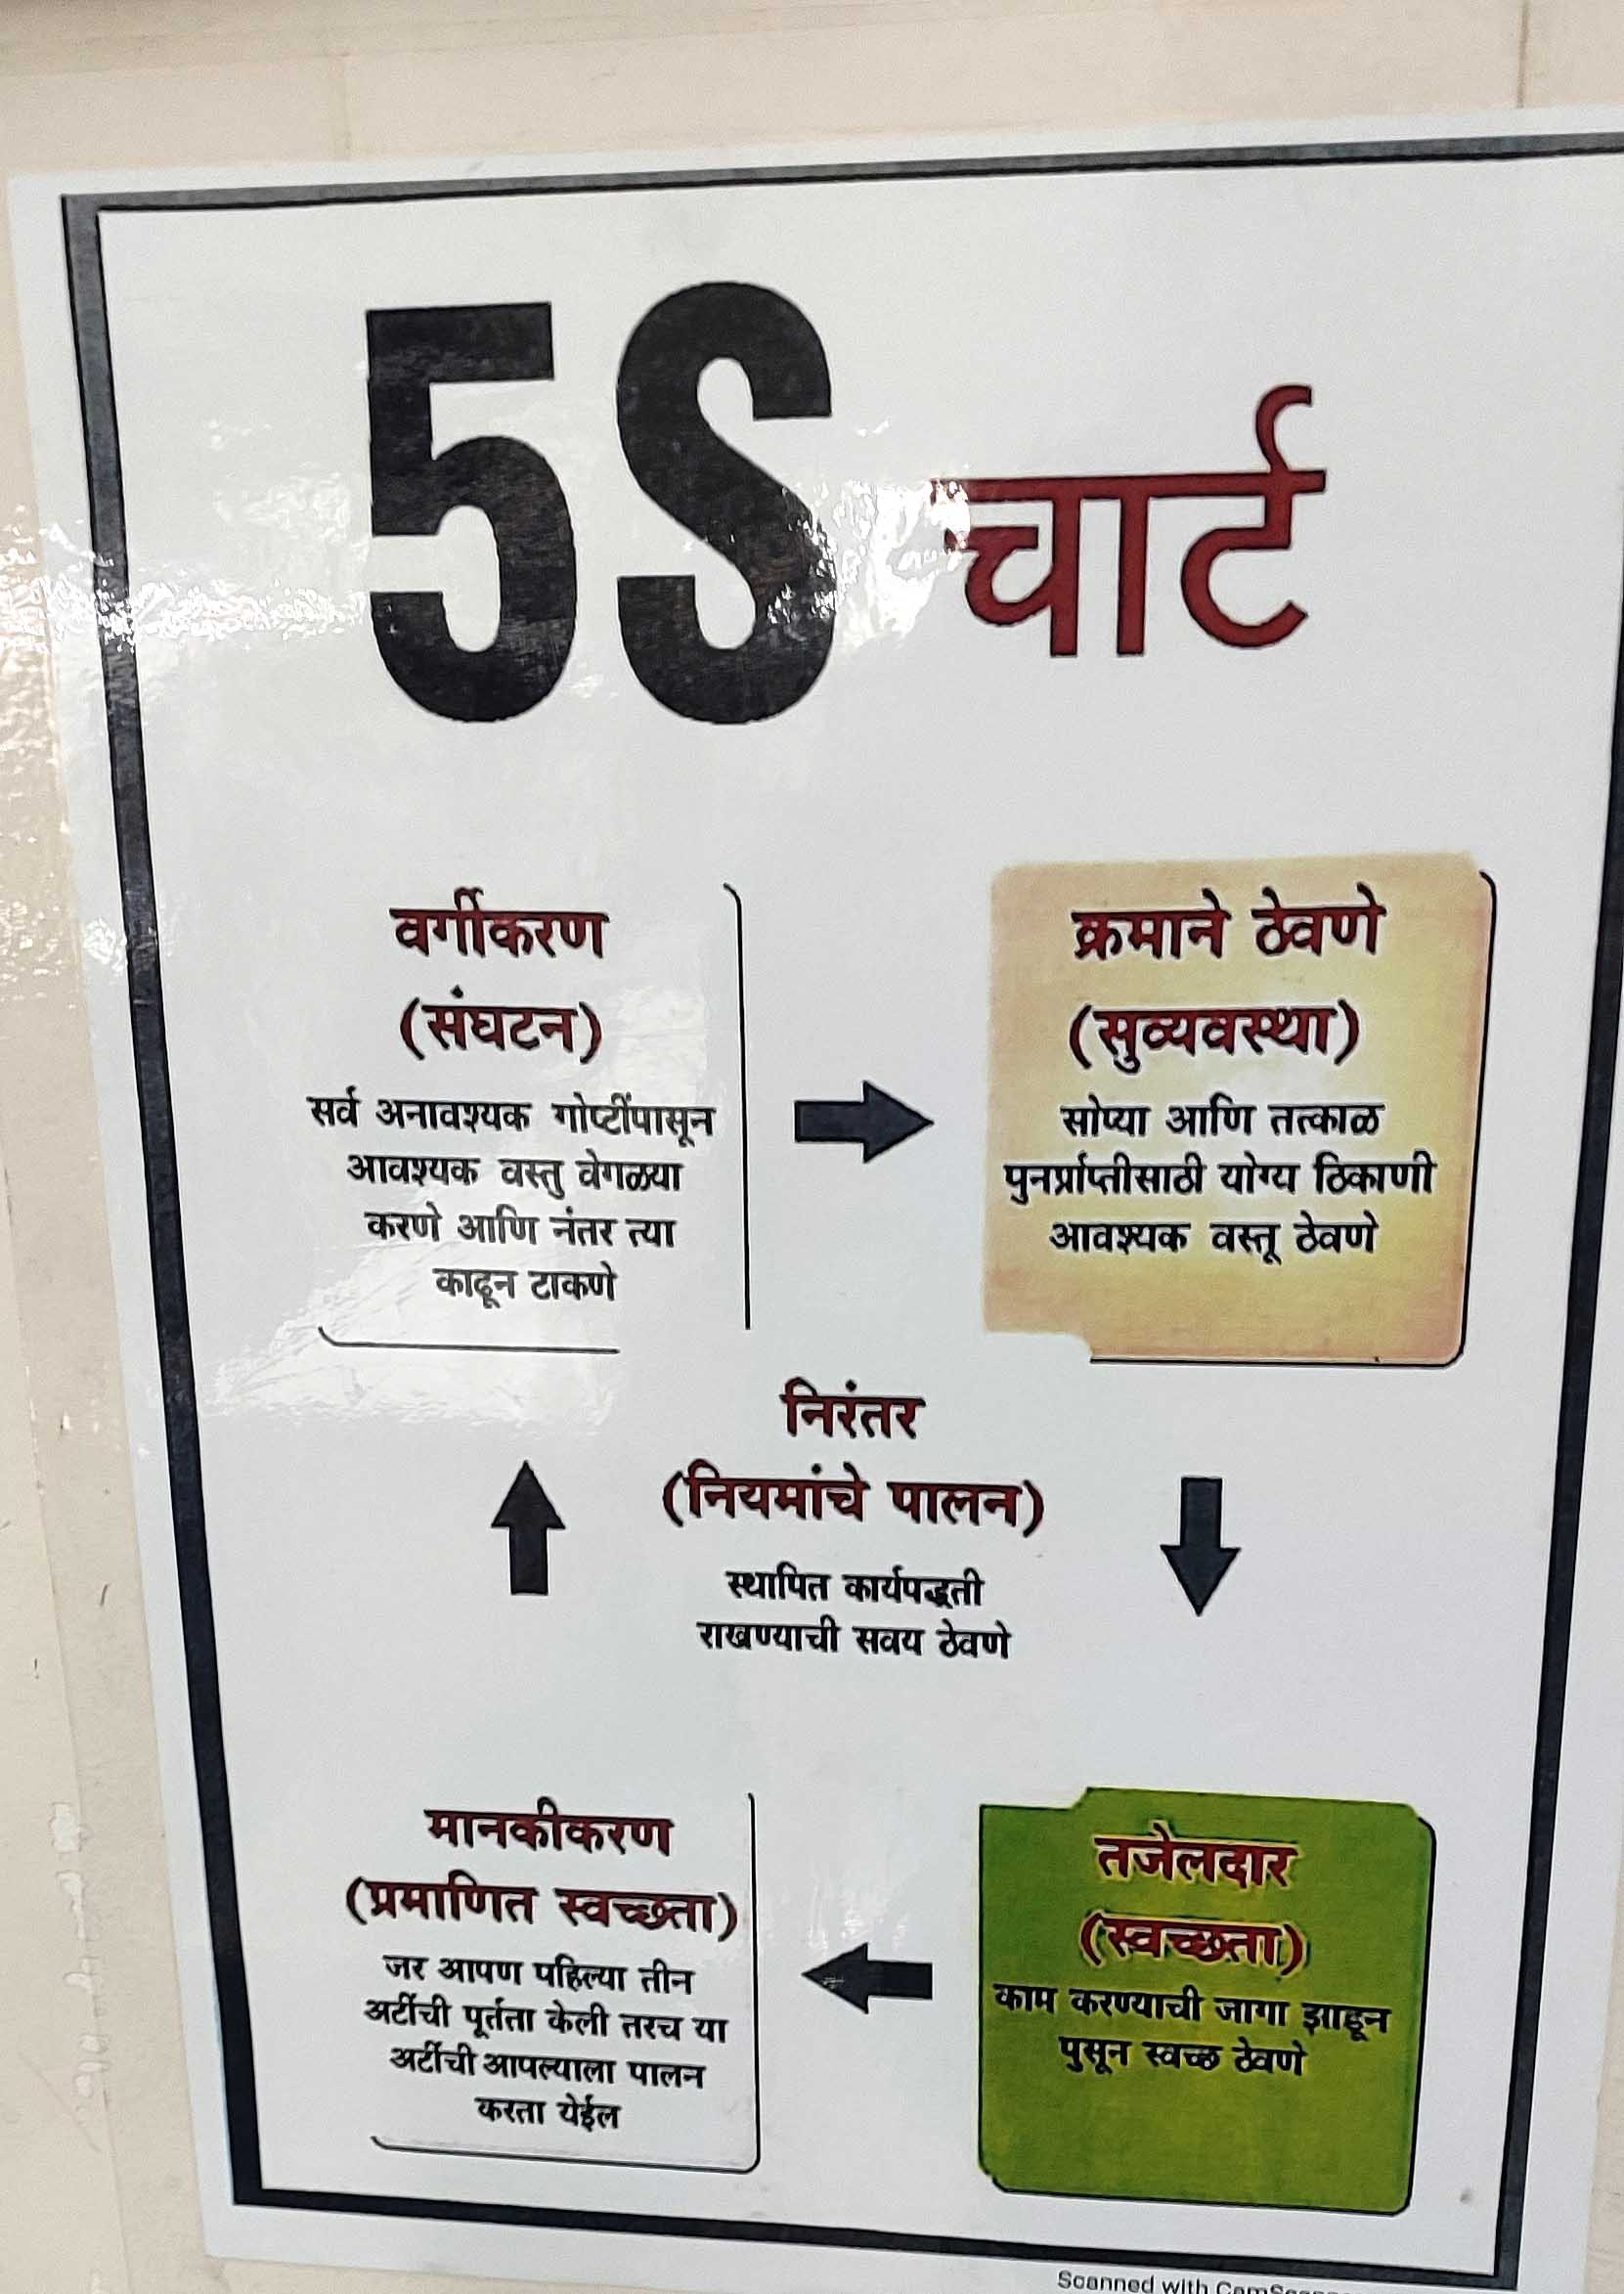 5S चार्ट
वर्गीकरण
(संघटन)
सर्व अनावश्यक गोष्टींपासून
आवश्यक वस्तु वेगळया
करणे आणि नंतर त्या
काढून टाकणे
क्रमाने ठेवणे
(सुव्यवस्था)
सोप्या आणि तत्काळ
पुनर्प्राप्तीसाठी योग्य ठिकाणी
आवश्यक वस्तू ठेवणे
निरंतर
(नियमांचे पालन)
स्थापित कार्यपद्धती
राखण्याची सवय ठेवणे
तजेलदार
(स्वच्छता)
काम करण्याची जागा झाडून
पुसून स्वच्छ ठेवणे
मानकीकरण
(प्रमाणित स्वच्छता)
जर आपण पहिल्या तीन
अटींची पूर्तता केली तरच या
अटींची आपल्याला पालन
करता येईल
Scanned with